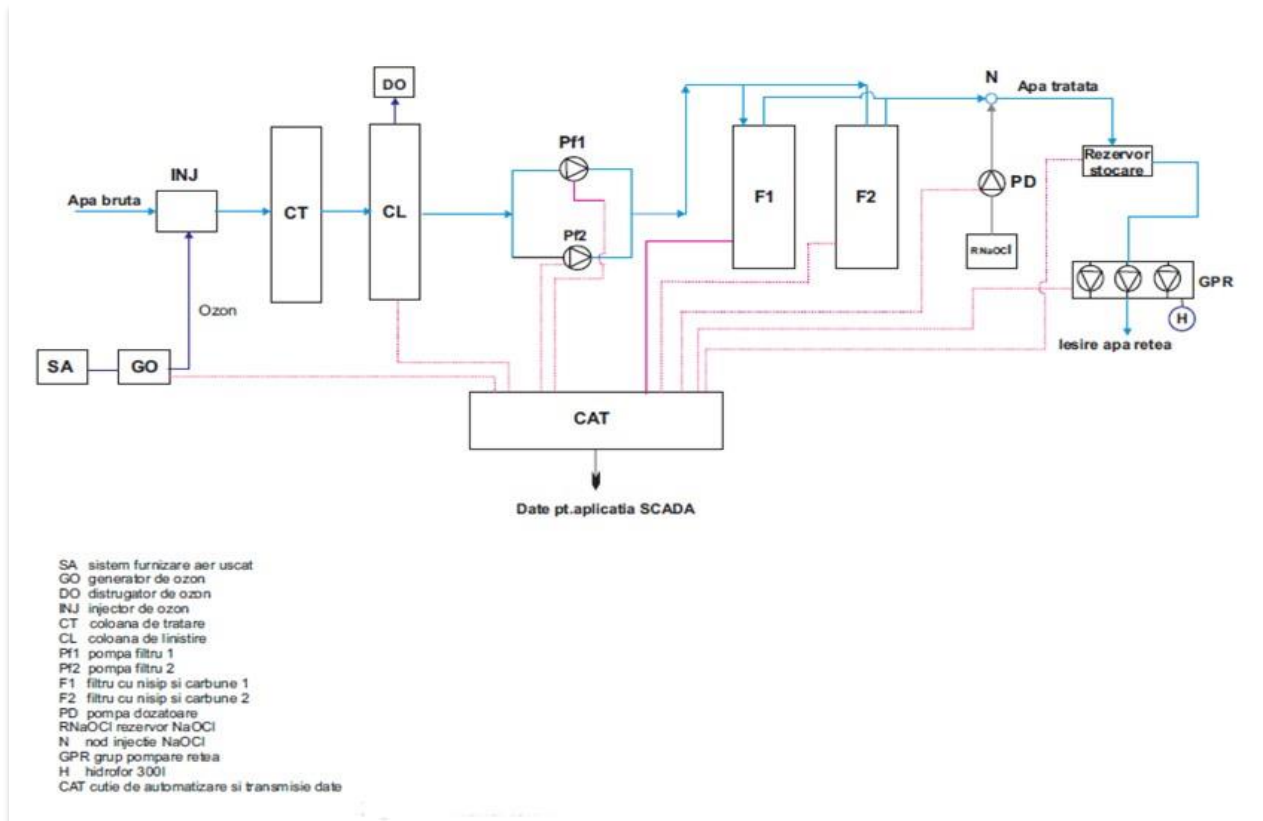 DO
INJ
Apa bruta
CT
CL
Pf1
Pf2
F1
F2
N
Apa tratata
PD
RNaOCl
Rezervor
stocare
GPR
H
Iesire apa retea
Ozon
SA
GO
CAT
Date pt.aplicatia SCADA
SA sistem furnizare aer uscat
GO generator de ozon
DO distrugator de ozon
INJ injector de ozon
CT coloana de tratare
CL coloana de linistire
Pf1 pompa filtru 1
Pf2 pompa filtru 2
F1 filtru cu nisip si carbune 1
F2 filtru cu nisip si carbune 2
PD pompa dozatoare
RNaOCl rezervor NaOCl
N nod injectie NaOCl
GPR grup pompare retea
H hidrofor 300l
CAT cutie de automatizare si transmisie date